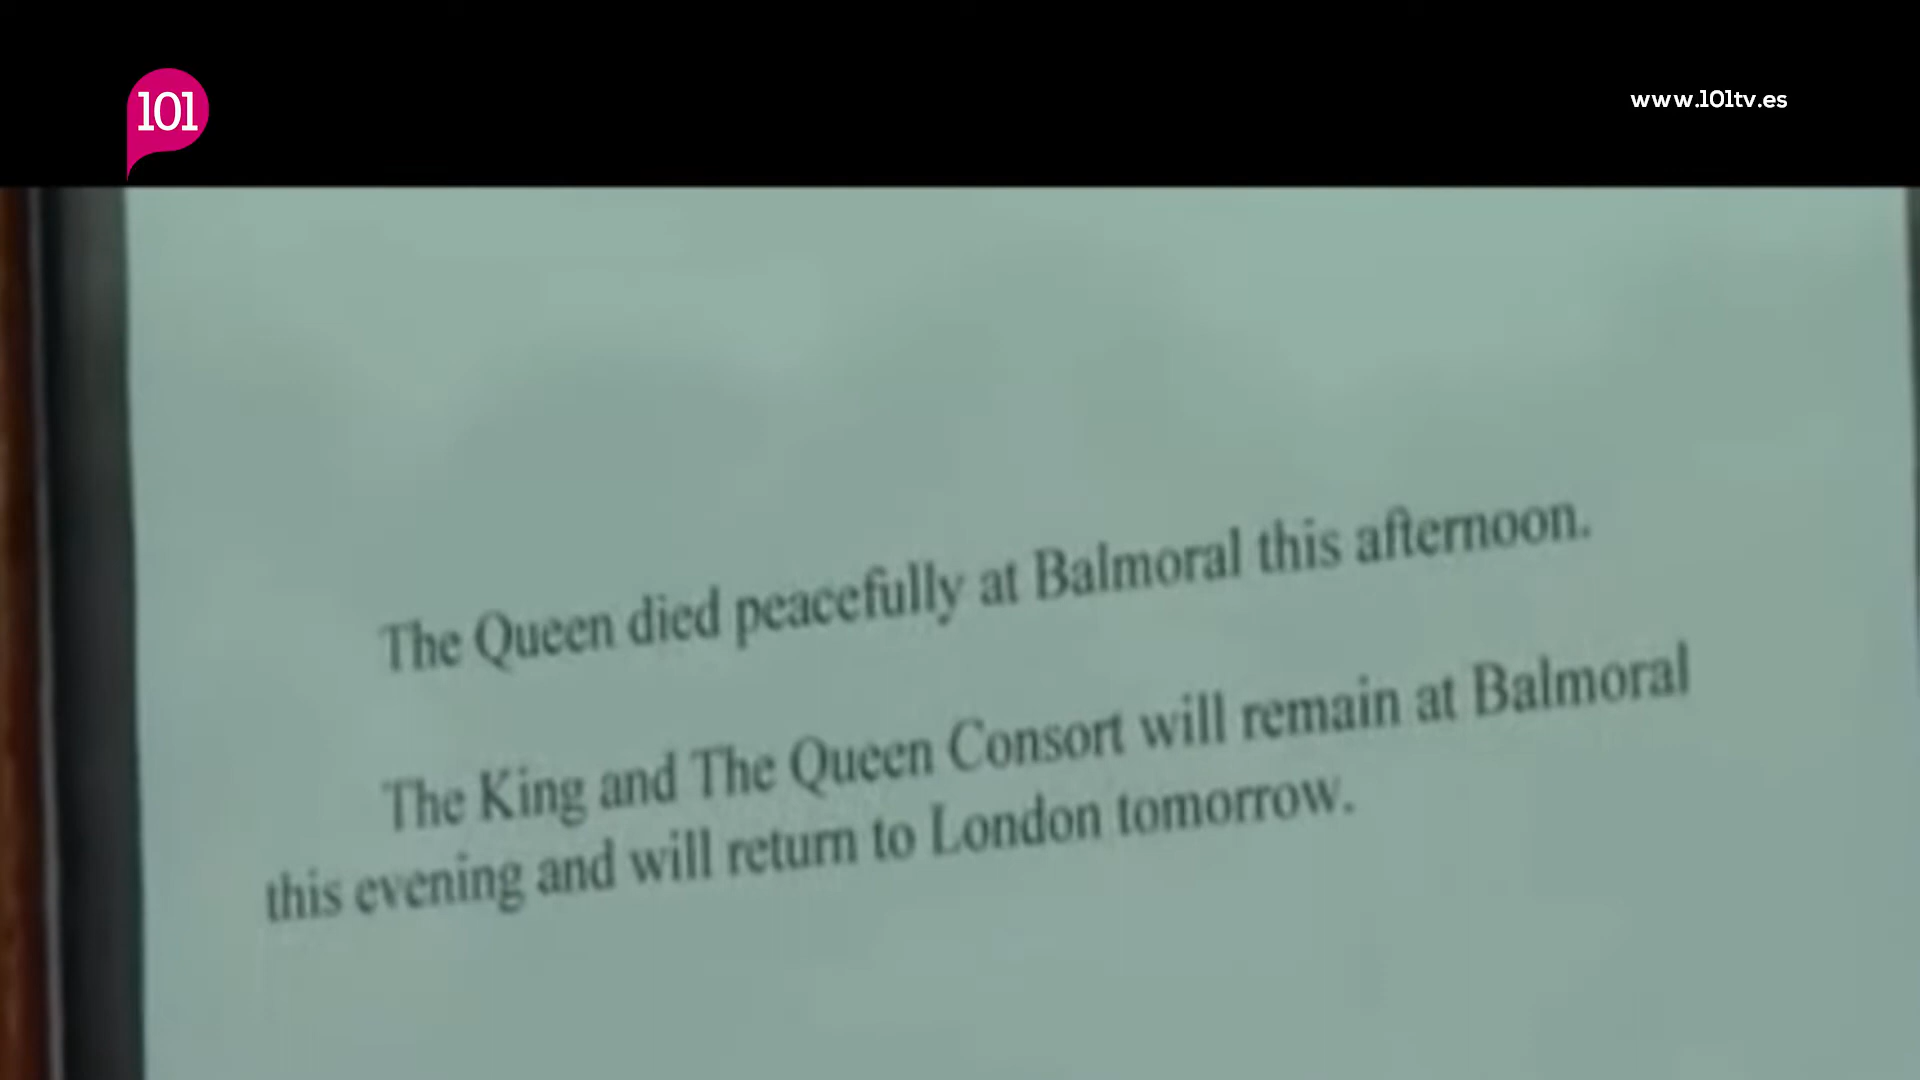 101
www.101tv.es
The Queen died peacefully at Balmoral this afternoon.
The King and The Queen Consort will remain at Balmoral
this evening and will return to London tomorrow.